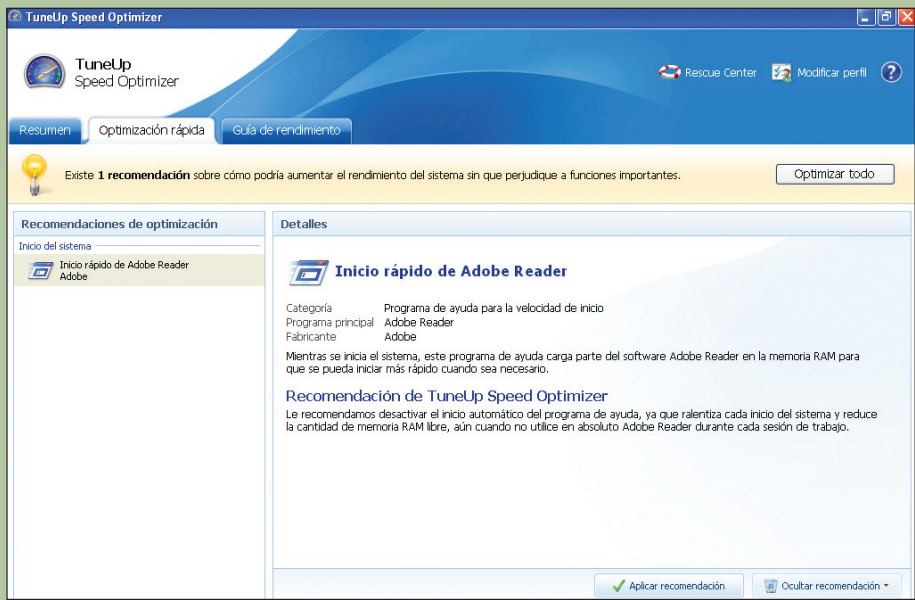 TuneUp Speed Optimizer
TuneUp
Speed Optimizer
Rescue Center
Modificar perfil
?
Resumen
Optimización rápida
Guía de rendimiento
Existe 1 recomendación sobre cómo podría aumentar el rendimiento del sistema sin que perjudique a funciones importantes.
Optimizar todo
Recomendaciones de optimización
Inicio del sistema
Inicio rápido de Adobe Reader
Adobe
Detalles
Inicio rápido de Adobe Reader
Categoría Programa de ayuda para la velocidad de inicio
Programa principal Adobe Reader
Fabricante Adobe
Mientras se inicia el sistema, este programa de ayuda carga parte del software Adobe Reader en la memoria RAM para
que se pueda iniciar más rápido cuando sea necesario.
Recomendación de TuneUp Speed Optimizer
Le recomendamos desactivar el inicio automático del programa de ayuda, ya que ralentiza cada inicio del sistema y reduce
la cantidad de memoria RAM libre, aún cuando no utilice en absoluto Adobe Reader durante cada sesión de trabajo.
Aplicar recomendación
Ocultar recomendación